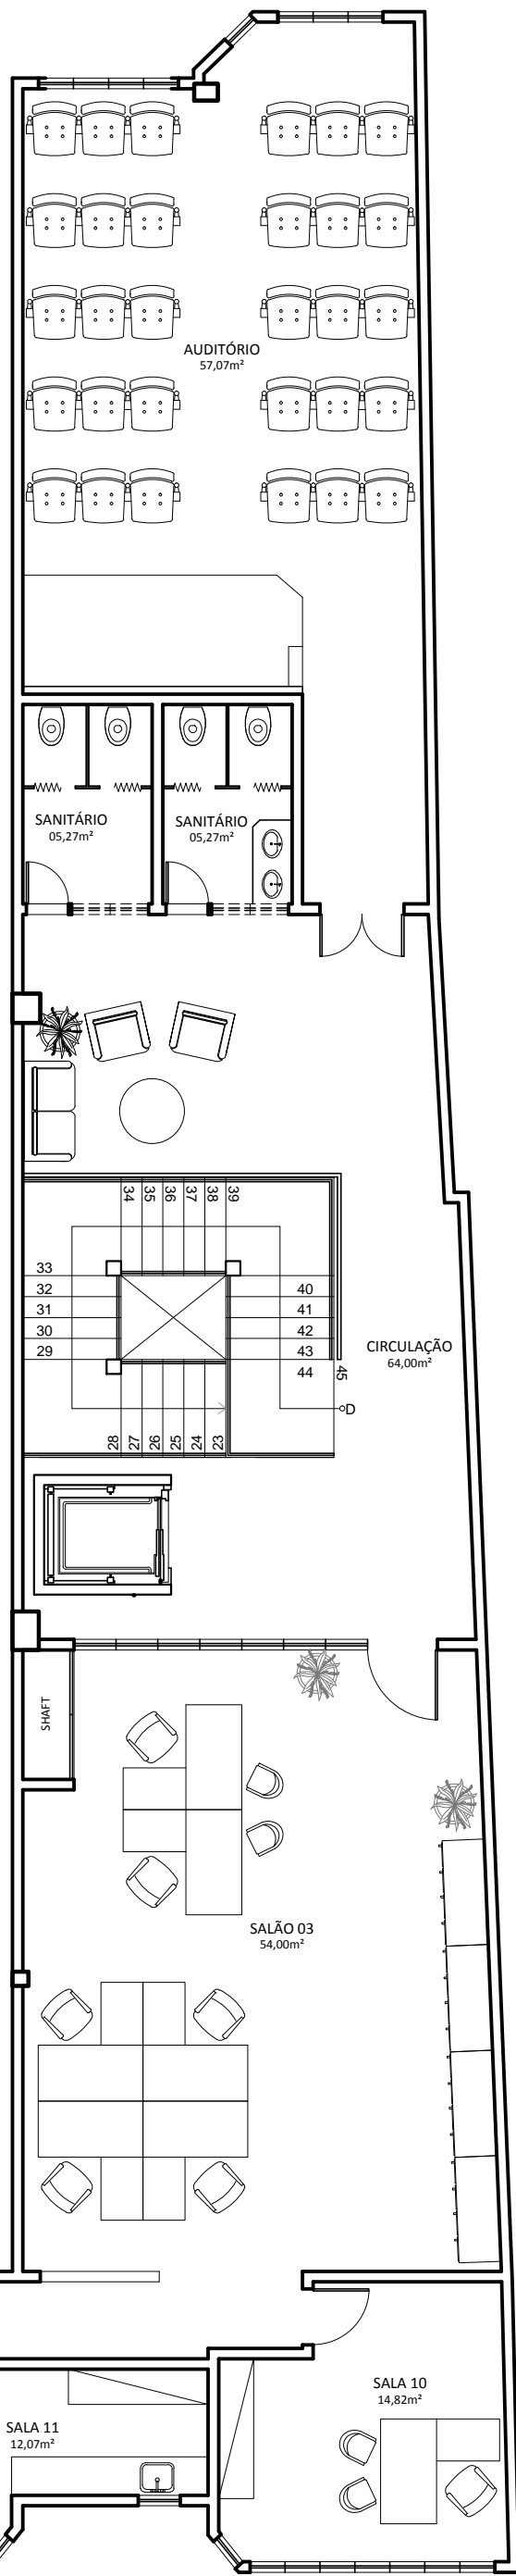 AUDITÓRIO
57,07m²
SANITÁRIO
05,27m²
SANITÁRIO
05,27m²
34
35
36
37
38
39
33
32
31
30
29
40
41
42
43
44
45
CIRCULAÇÃO
64,00m²
D
28
27
26
25
24
23
SHAFT
SALÃO 03
54,00m²
SALA 10
14,82m²
SALA 11
12,07m²